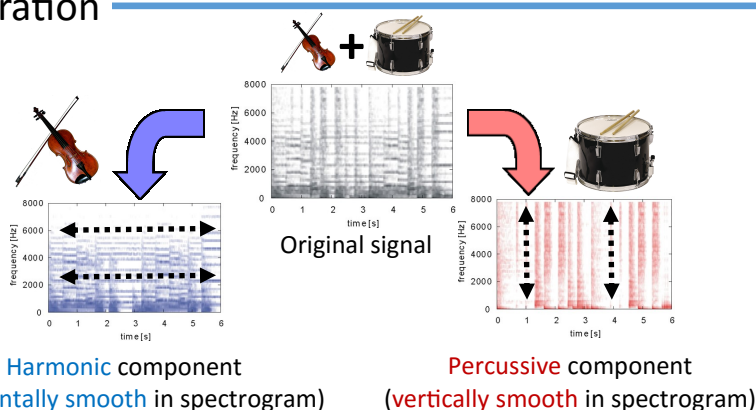 ration
+
8000
6000
4000
2000
0
frequency [Hz]
0 1 2 3 4 5 6
time [s]
Original signal
8000
6000
4000
2000
0
frequency [Hz]
0 1 2 3 4 5 6
time [s]
8000
6000
4000
2000
0
frequency [Hz]
0 1 2 3 4 5 6
time [s]
Harmonic component
ntally smooth in spectrogram)
Percussive component
(vertically smooth in spectrogram)